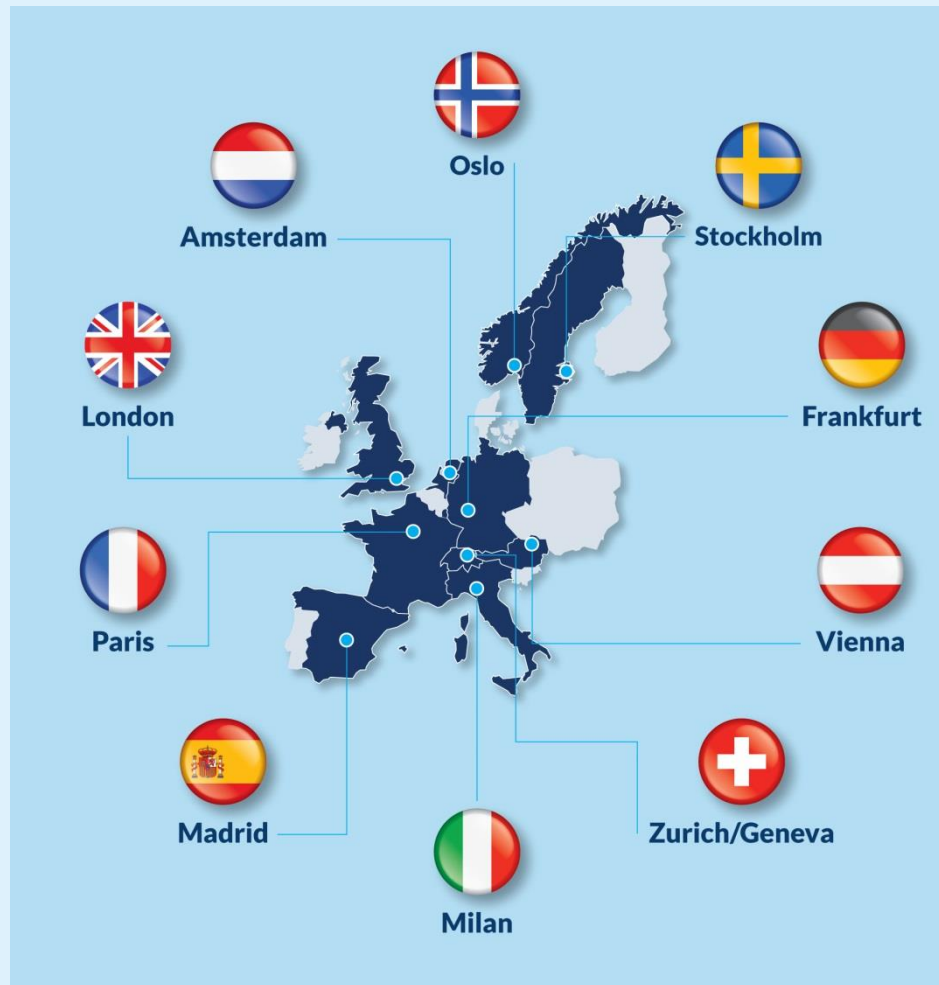 Oslo
Amsterdam
Stockholm
London
Frankfurt
Paris
Vienna
Madrid
Zurich/Geneva
Milan